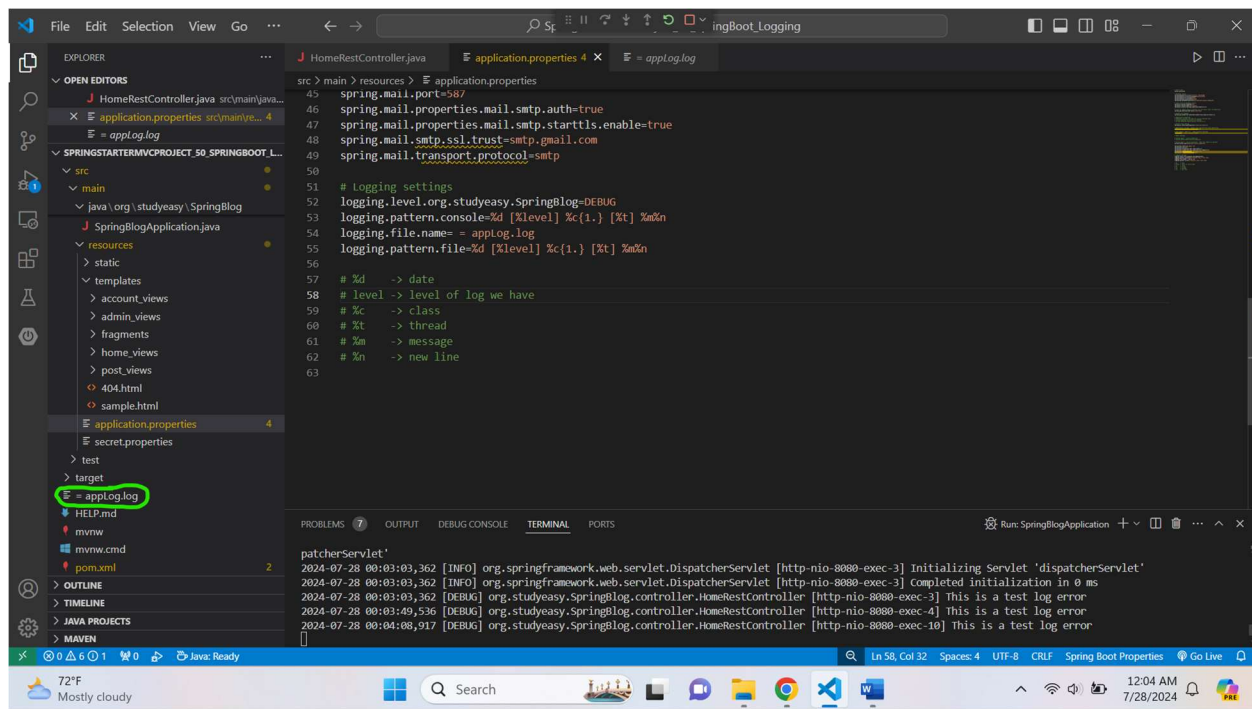 File Edit Selection View Go ··· Sp ingBoot_Logging
EXPLORER ···
OPEN EDITORS
J HomeRestController.java src\main\java...
× application.properties src\main\re... 4
= appLog.log
SPRINGSTARTERMVCPROJECT_50_SPRINGBOOT_L...
src
main
java\org\studyeasy\SpringBlog
J SpringBlogApplication.java
resources
static
templates
account_views
admin_views
fragments
home_views
post_views
404.html
sample.html
application.properties 4
secret.properties
test
target
= appLog.log
HELP.md
mvnw
mvnw.cmd
pom.xml 2
OUTLINE
TIMELINE
JAVA PROJECTS
MAVEN
1
J HomeRestController.java application.properties 4 × = appLog.log
src > main > resources > application.properties
45 spring.mail.port=587
46 spring.mail.properties.mail.smtp.auth=true
47 spring.mail.properties.mail.smtp.starttls.enable=true
48 spring.mail.smtp.ssl.trust=smtp.gmail.com
49 spring.mail.transport.protocol=smtp
50
51 # Logging settings
52 logging.level.org.studyeasy.SpringBlog=DEBUG
53 logging.pattern.console=%d [%level] %c{1.} [%t] %m%n
54 logging.file.name= = appLog.log
55 logging.pattern.file=%d [%level] %c{1.} [%t] %m%n
56
57 # %d -> date
58 # level -> level of log we have
59 # %c -> class
60 # %t -> thread
61 # %m -> message
62 # %n -> new line
63
PROBLEMS 7 OUTPUT DEBUG CONSOLE TERMINAL PORTS Run: SpringBlogApplication
patcherServlet'
2024-07-28 00:03:03,362 [INFO] org.springframework.web.servlet.DispatcherServlet [http-nio-8080-exec-3] Initializing Servlet 'dispatcherServlet'
2024-07-28 00:03:03,362 [INFO] org.springframework.web.servlet.DispatcherServlet [http-nio-8080-exec-3] Completed initialization in 0 ms
2024-07-28 00:03:03,362 [DEBUG] org.studyeasy.SpringBlog.controller.HomeRestController [http-nio-8080-exec-3] This is a test log error
2024-07-28 00:03:49,536 [DEBUG] org.studyeasy.SpringBlog.controller.HomeRestController [http-nio-8080-exec-4] This is a test log error
2024-07-28 00:04:08,917 [DEBUG] org.studyeasy.SpringBlog.controller.HomeRestController [http-nio-8080-exec-10] This is a test log error
0 6 1 0 Java: Ready Ln 58, Col 32 Spaces: 4 UTF-8 CRLF Spring Boot Properties Go Live
72°F
Mostly cloudy
Search
W
12:04 AM
7/28/2024
PRE